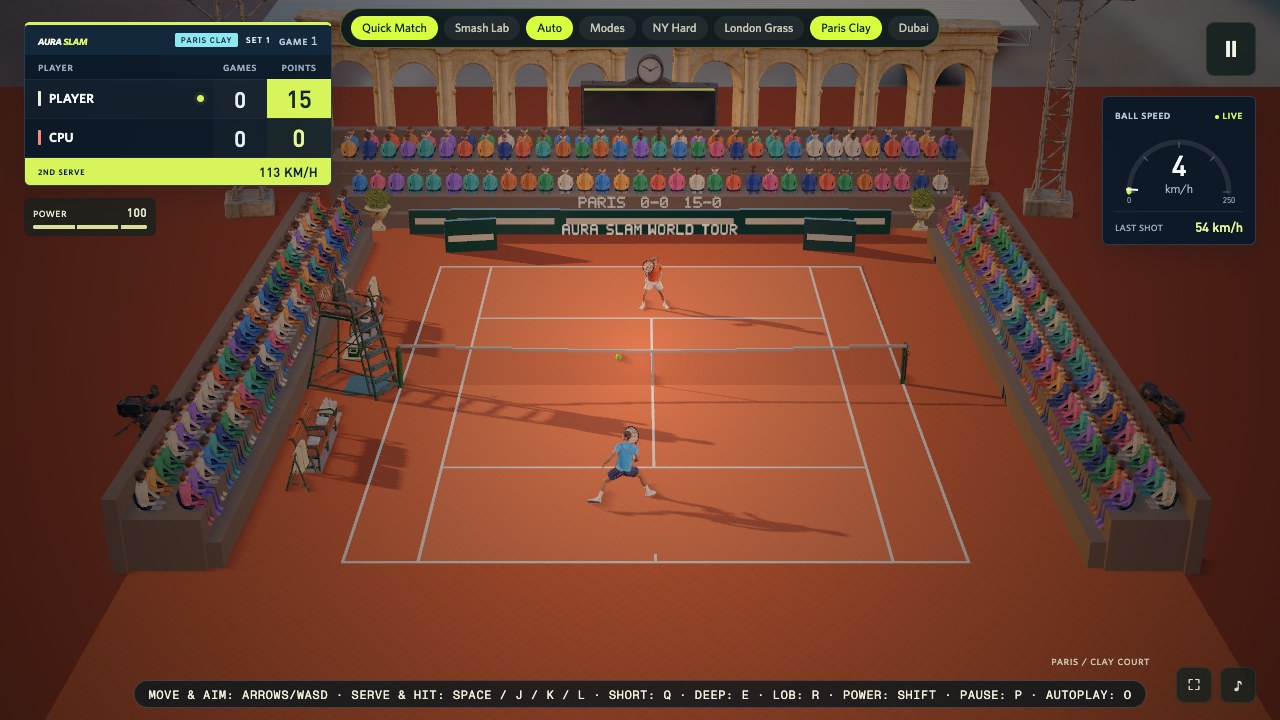 Quick Match Smash Lab Auto Modes NY Hard London Grass Paris Clay Dubai
AURA SLAM PARIS CLAY SET 1 GAME 1
PLAYER GAMES POINTS
PLAYER 0 15
CPU 0 0
2ND SERVE 113 KM/H
POWER 100
BALL SPEED LIVE
4
km/h
0 250
LAST SHOT 54 km/h
PARIS 0-0 15-0
AURA SLAM WORLD TOUR
PARIS / CLAY COURT
MOVE & AIM: ARROWS/WASD · SERVE & HIT: SPACE / J / K / L · SHORT: Q · DEEP: E · LOB: R · POWER: SHIFT · PAUSE: P · AUTOPLAY: O